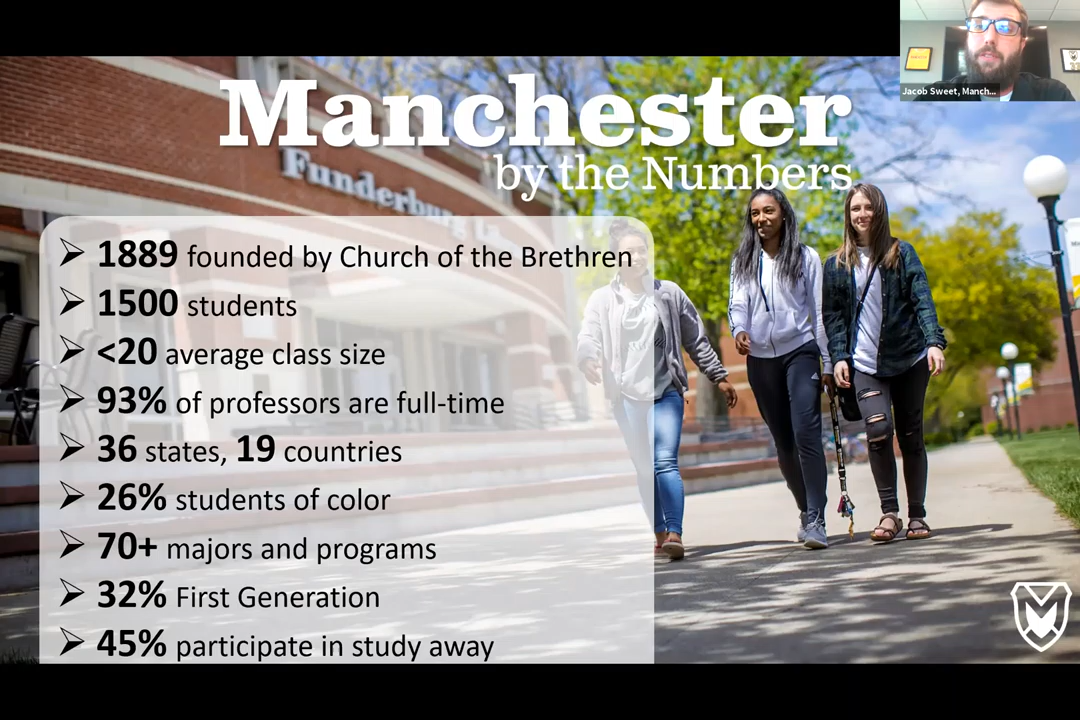 Jacob Sweet, Manch...
Manchester
by the Numbers
Funderburg
➢ 1889 founded by Church of the Brethren
➢ 1500 students
➢ <20 average class size
➢ 93% of professors are full-time
➢ 36 states, 19 countries
➢ 26% students of color
➢ 70+ majors and programs
➢ 32% First Generation
➢ 45% participate in study away